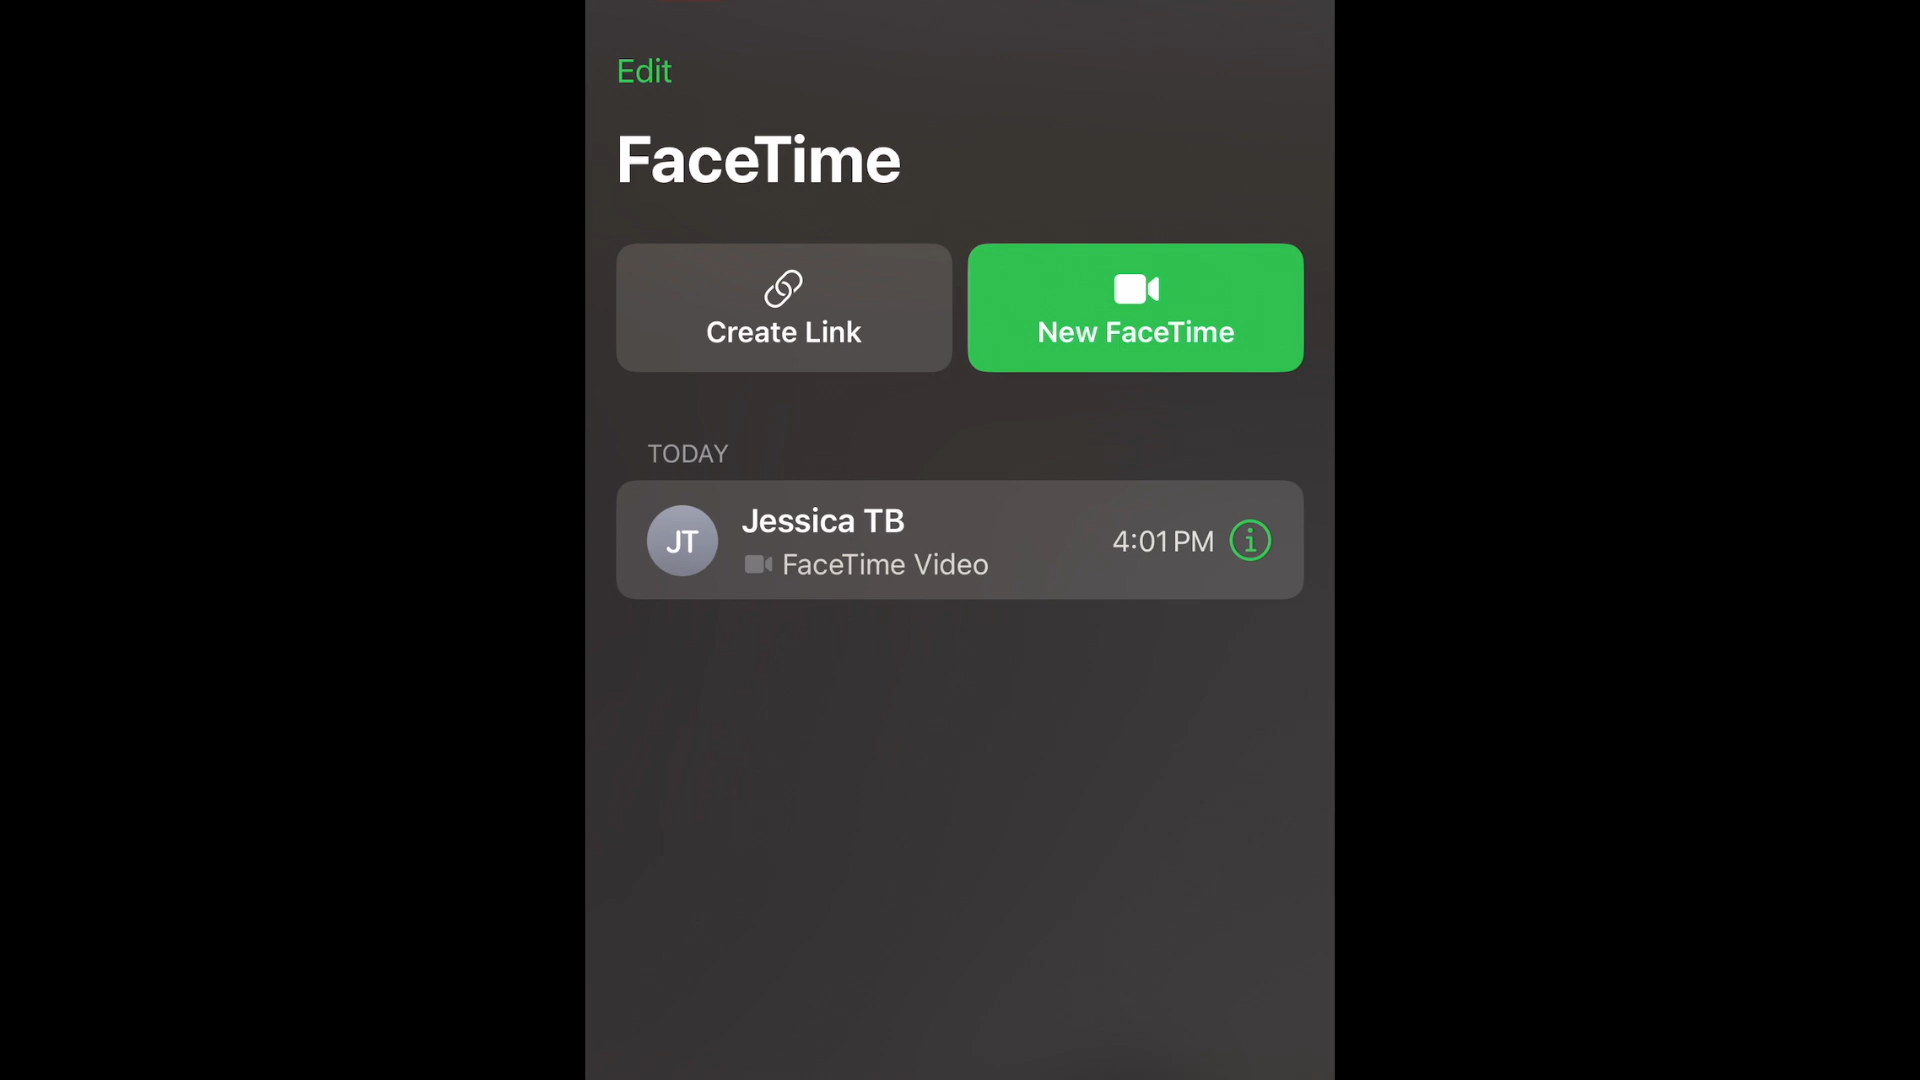 Edit
FaceTime
Create Link
New FaceTime
TODAY
JT
Jessica TB
FaceTime Video
4:01 PM